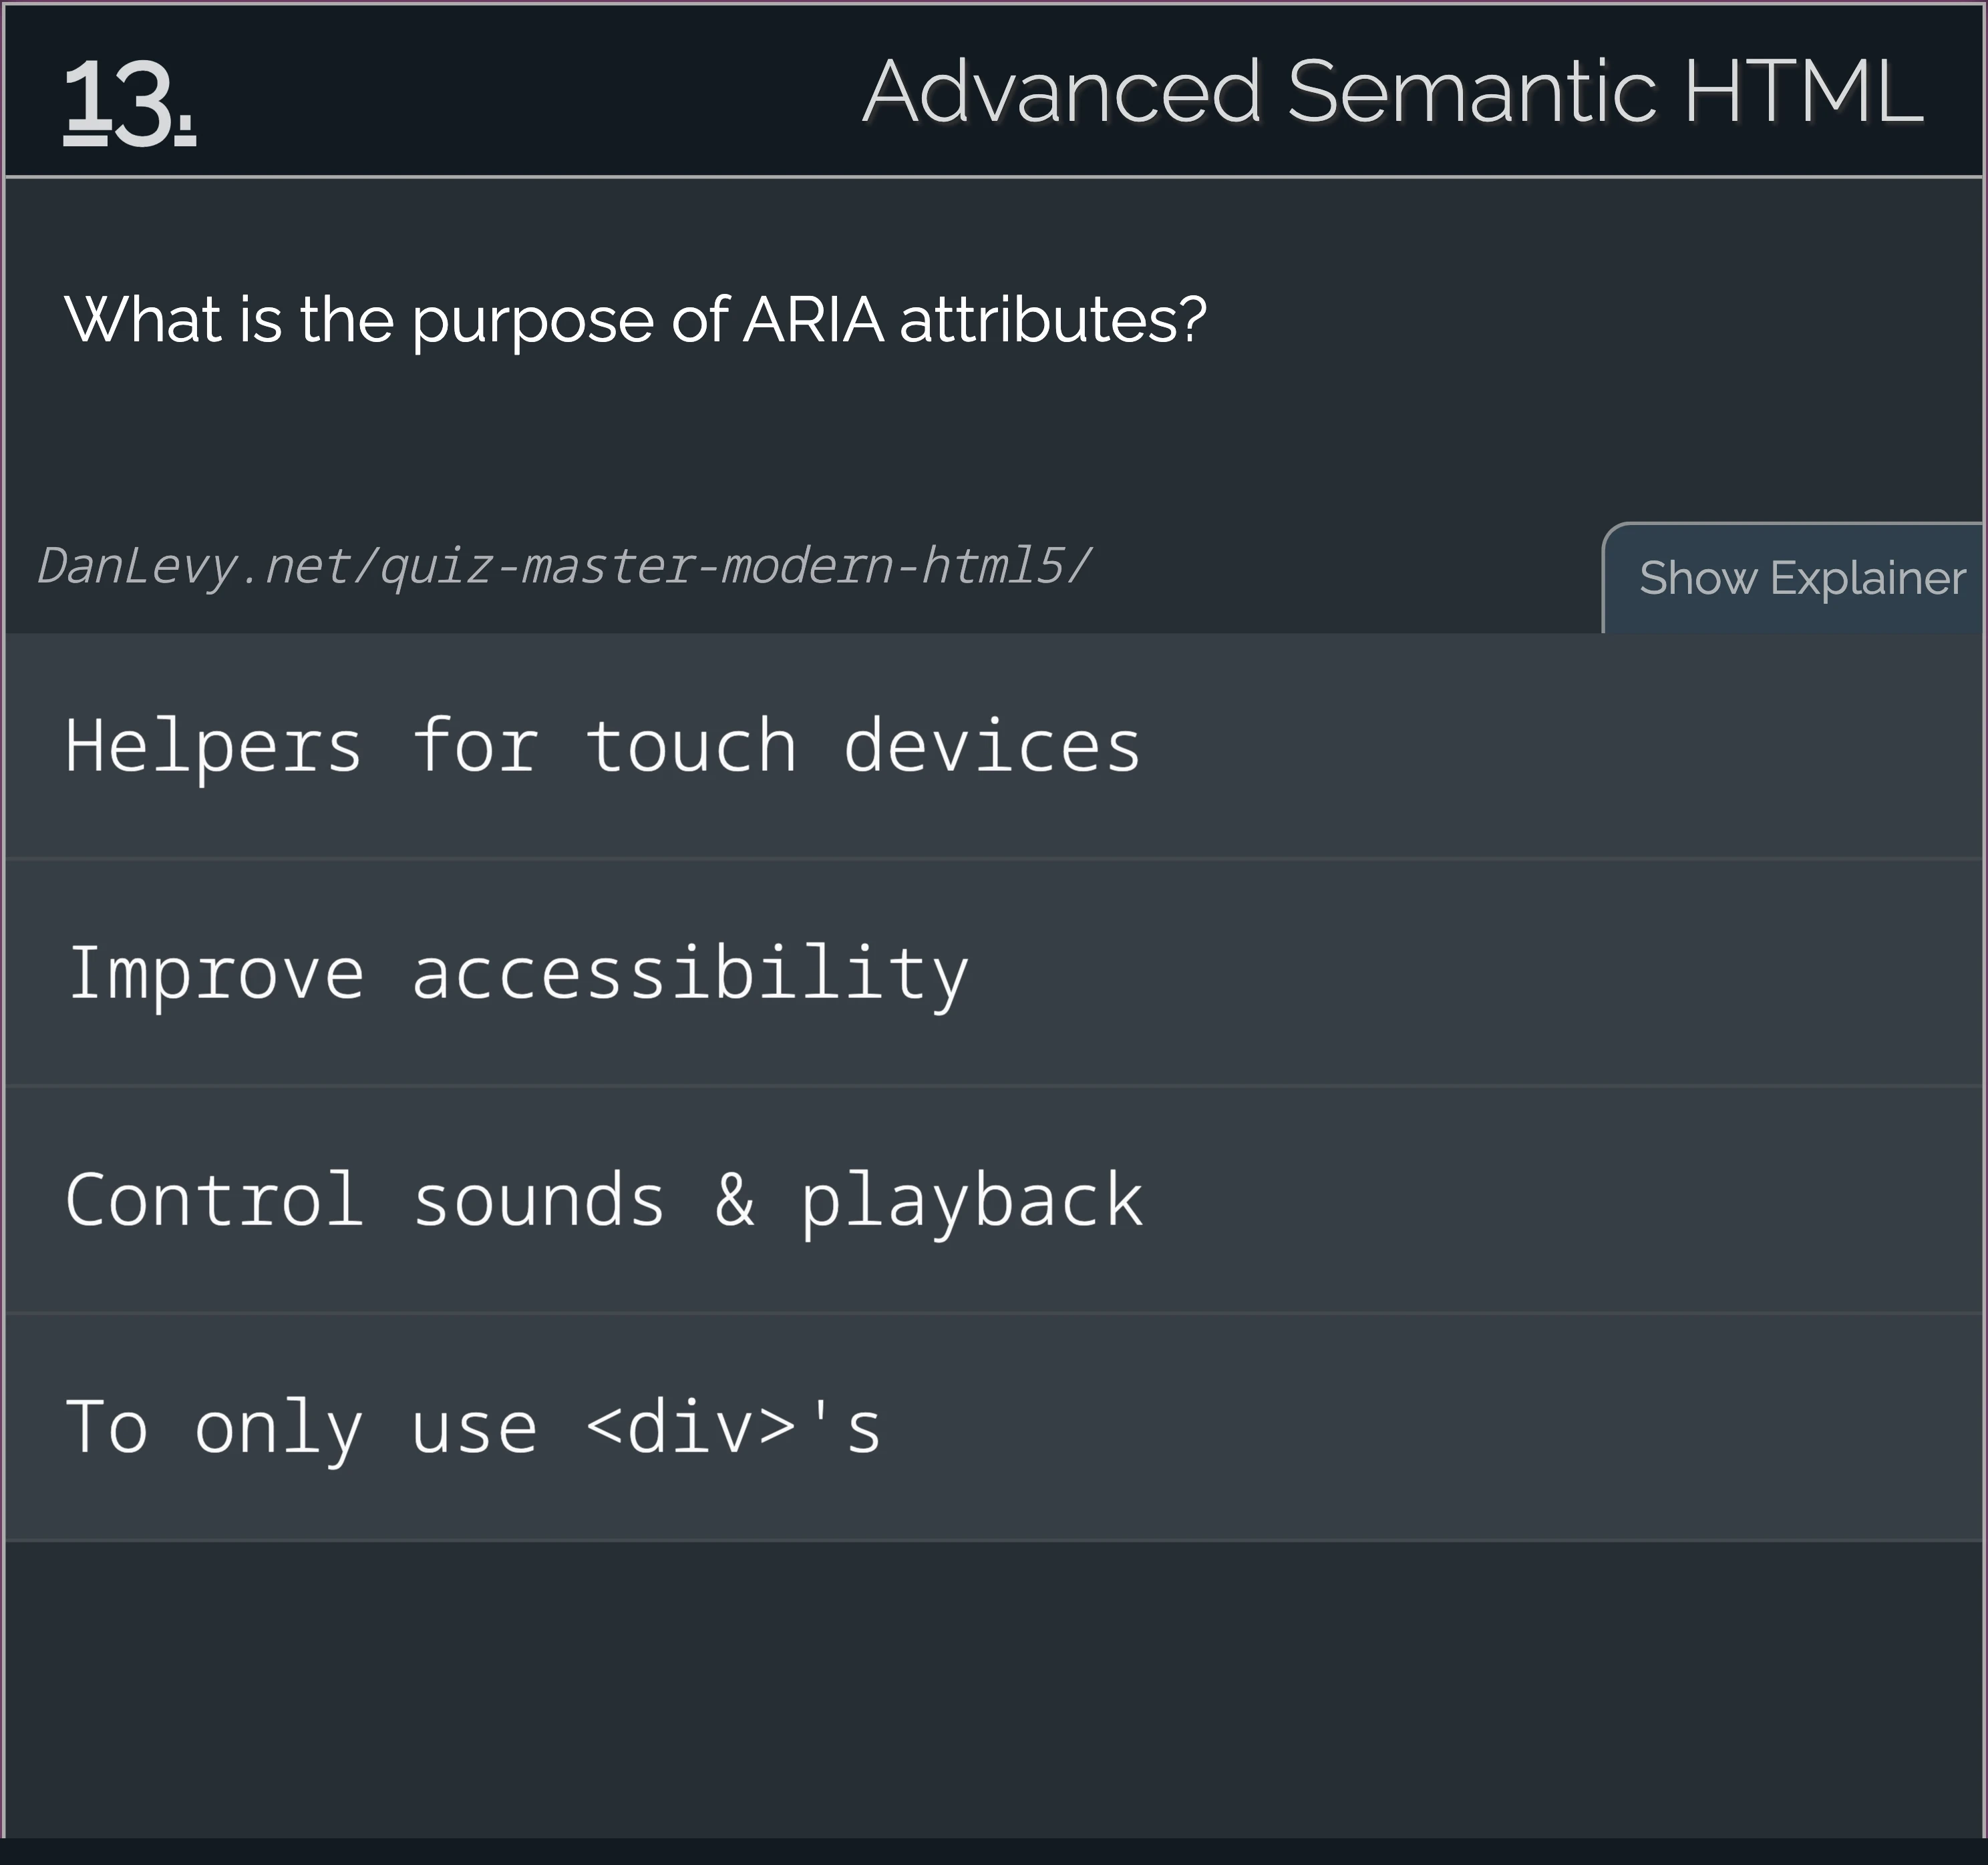 13.
Advanced Semantic HTML
What is the purpose of ARIA attributes?
DanLevy.net/quiz-master-modern-html5/
Show Explainer
Helpers for touch devices
Improve accessibility
Control sounds & playback
To only use <div>'s